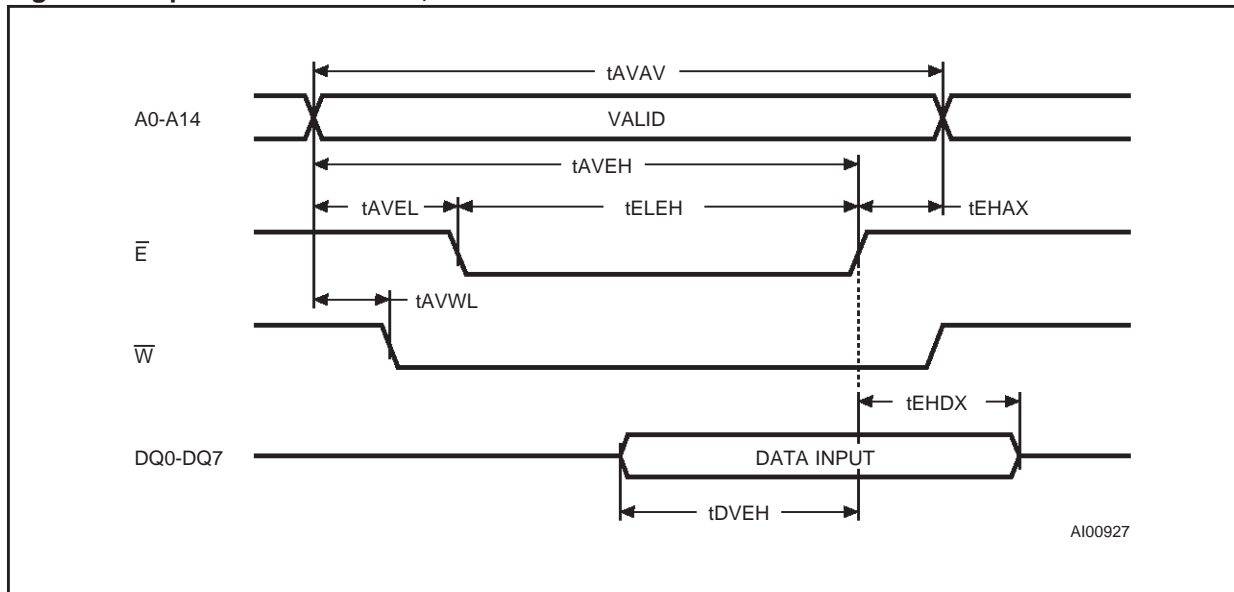 tAVAV
A0-A14
VALID
tAVEH
tAVEL
tELEH
tEHAX
E̅
tAVWL
W̅
tEHDX
DQ0-DQ7
DATA INPUT
tDVEH
AI00927